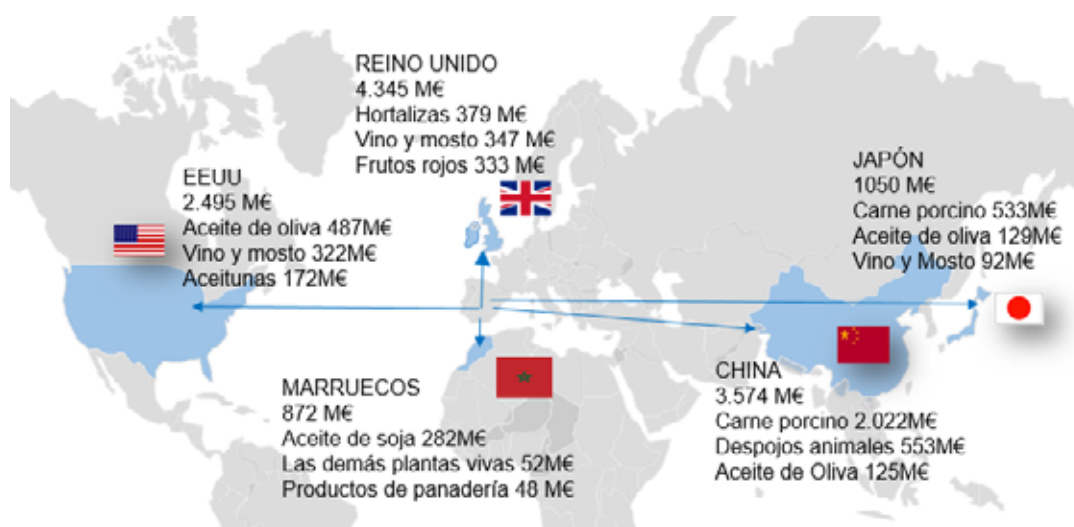 REINO UNIDO
4.345 M€
Hortalizas 379 M€
Vino y mosto 347 M€
Frutos rojos 333 M€
EEUU
2.495 M€
Aceite de oliva 487M€
Vino y mosto 322M€
Aceitunas 172M€
JAPÓN
1050 M€
Carne porcino 533M€
Aceite de oliva 129M€
Vino y Mosto 92M€
MARRUECOS
872 M€
Aceite de soja 282M€
Las demás plantas vivas 52M€
Productos de panadería 48 M€
CHINA
3.574 M€
Carne porcino 2.022M€
Despojos animales 553M€
Aceite de Oliva 125M€